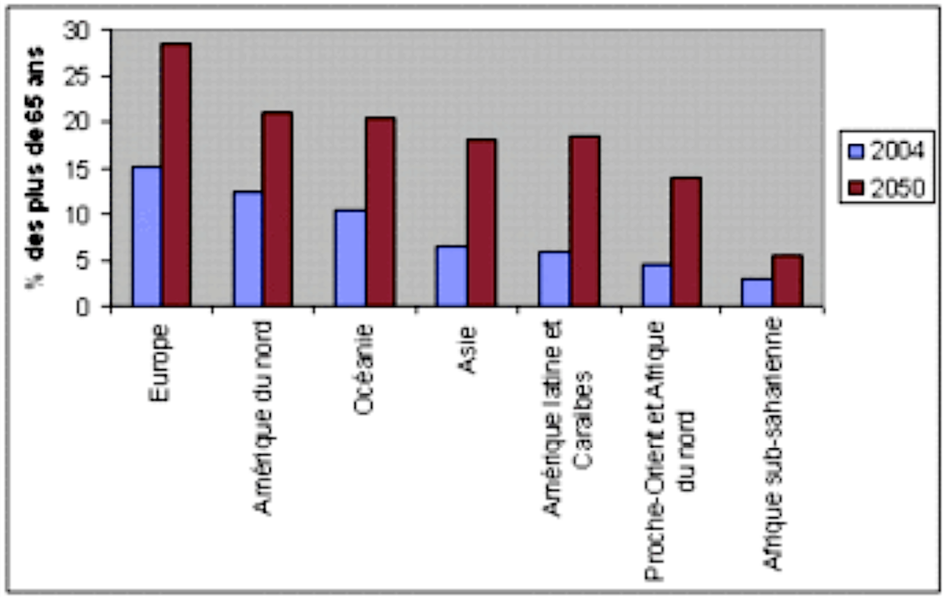 % des plus de 65 ans
30
25
20
15
10
5
0
2004
2050
Europe
Amérique du nord
Océanie
Asie
Amérique latine et
Caraïbes
Proche-Orient et Afrique
du nord
Afrique sub-saharienne